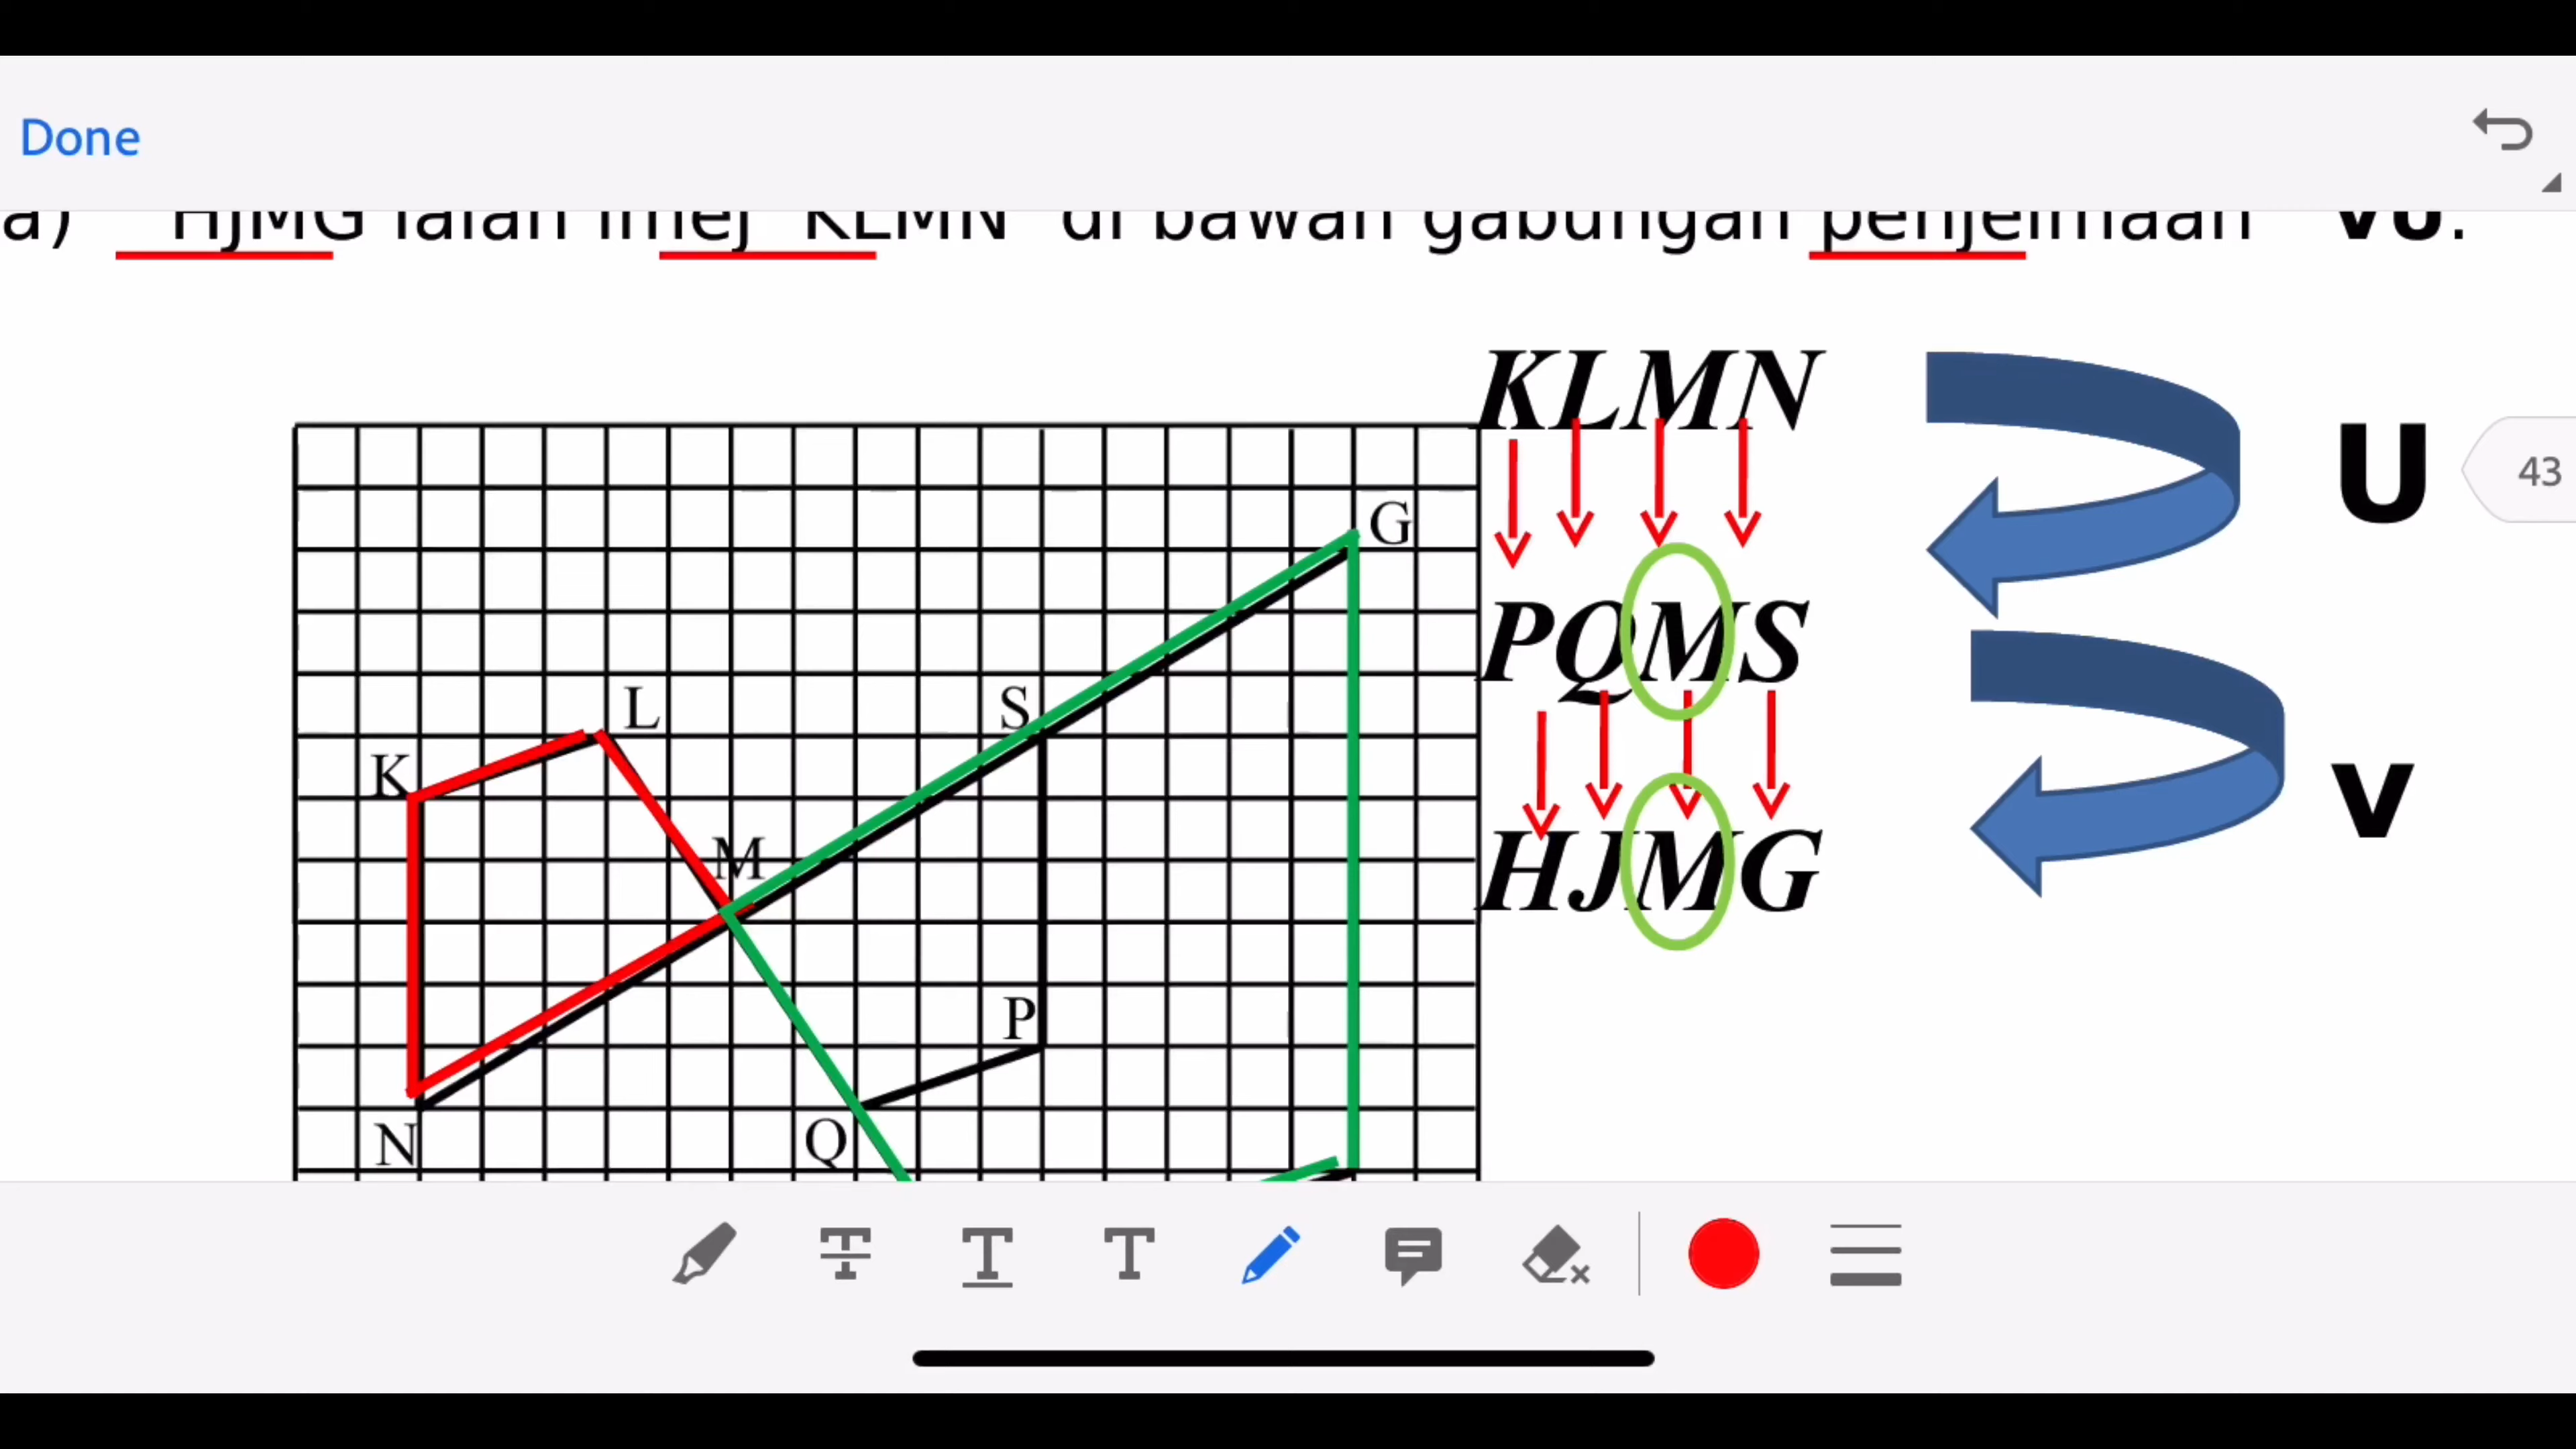 Done
a) HJMG ialah imej KLMN di bawah gabungan penjelmaan VU.
KLMN
U
43
G
PQMS
L
S
K
V
M
HJMG
P
N
Q